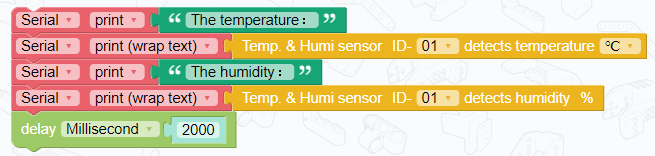 Serial print “ The temperature： ”
Serial print (wrap text) Temp. & Humi sensor ID- 01 detects temperature ℃
Serial print “ The humidity： ”
Serial print (wrap text) Temp. & Humi sensor ID- 01 detects humidity %
delay Millisecond 2000